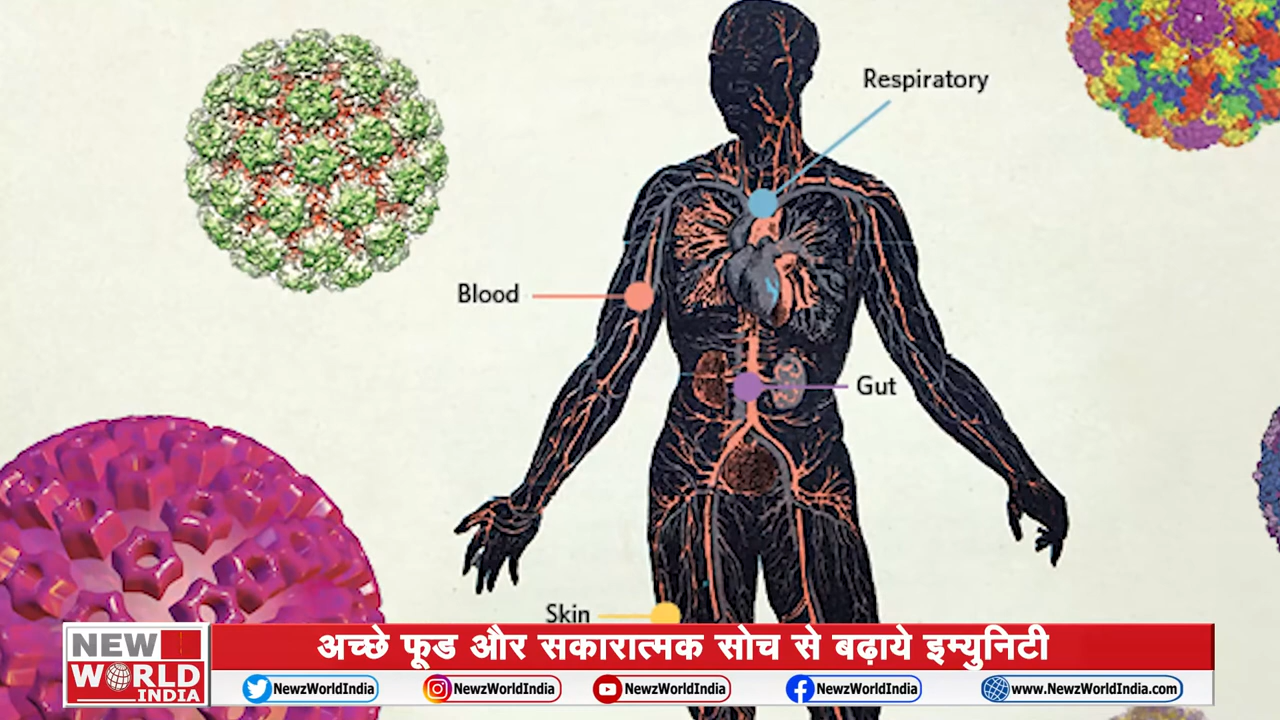 Respiratory
Blood
Gut
Skin
NEW
WORLD
INDIA
अच्छे फूड और सकारात्मक सोच से बढ़ाये इम्युनिटी
NewzWorldIndia
NewzWorldIndia
NewzWorldIndia
NewzWorldIndia
www.NewzWorldIndia.com